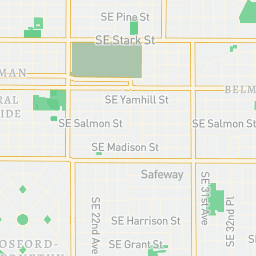 SE Pine St
SE Stark St
MAN
SE Yamhill St
BELM
RAL
IDE
SE Salmon St
SE Salmon St
SE Madison St
Safeway
SE 31st Ave
SE 32nd Pl
SE 22nd Ave
SE Harrison St
OSFORD-
SE Grant St